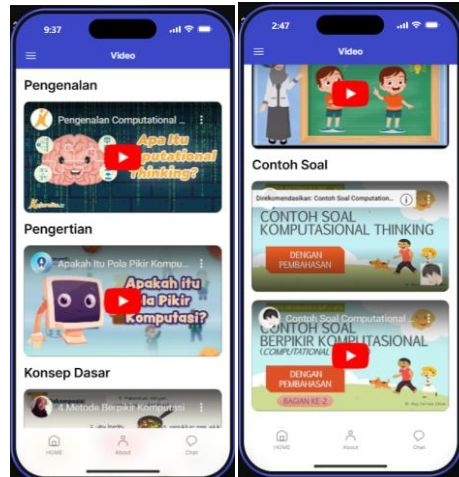 9:37
Video
Pengenalan
Pengenalan Computational ...
Apa Itu
Computational
Thinking?
Pengertian
Apakah Itu Pola Pikir Kompu...
Apakah itu
Pola Pikir
Komputasi?
Konsep Dasar
4 Metode Berpikir Komputasi
HOME
About
Chat
2:47
Video
Contoh Soal
Direkomendasikan: Contoh Soal Computation...
CONTOH SOAL
KOMPUTASIONAL THINKING
DENGAN
PEMBAHASAN
Contoh Soal Computational
CONTOH SOAL
BERPIKIR KOMPUTASIONAL
(COMPUTATIONAL
DENGAN
PEMBAHASAN
BAGIAN KE-2
HOME
About
Chat